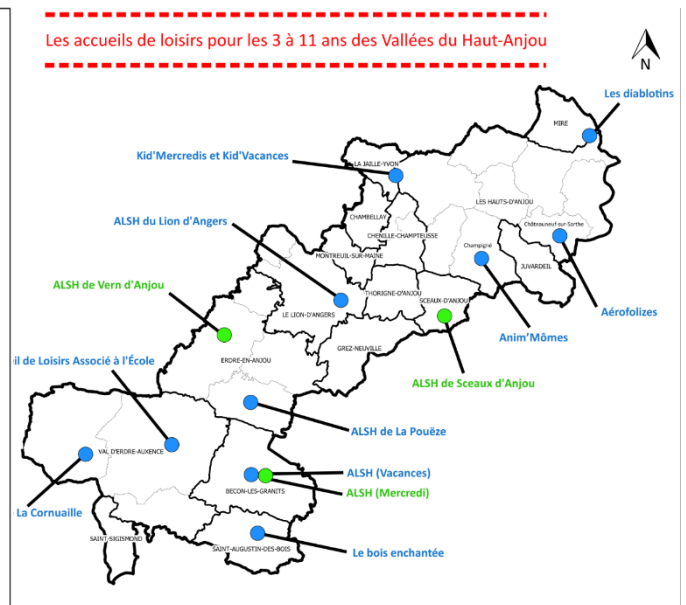 Les accueils de loisirs pour les 3 à 11 ans des Vallées du Haut-Anjou
N
Les diablotins
MIRE
Kid'Mercredis et Kid'Vacances
LA JAILLE-YVON
LES HAUTS-D'ANJOU
CHAMBELLAY
ALSH du Lion d'Angers
Châteauneuf-sur-Sarthe
CHENILLE-CHAMPTEUSSE
Champigné
MONTREUIL-SUR-MAINE
JUVARDEIL
ALSH de Vern d'Anjou
THORIGNE-D'ANJOU
SCEAUX-D'ANJOU
Aérofolizes
LE LION-D'ANGERS
Anim'Mômes
GREZ-NEUVILLE
il de Loisirs Associé à l'École
ERDRE-EN-ANJOU
ALSH de Sceaux d'Anjou
ALSH de La Pouëze
VAL D'ERDRE-AUXENCE
ALSH (Vacances)
BECON-LES-GRANITS
ALSH (Mercredi)
La Cornuaille
SAINT-SIGISMOND
SAINT-AUGUSTIN-DES-BOIS
Le bois enchantée